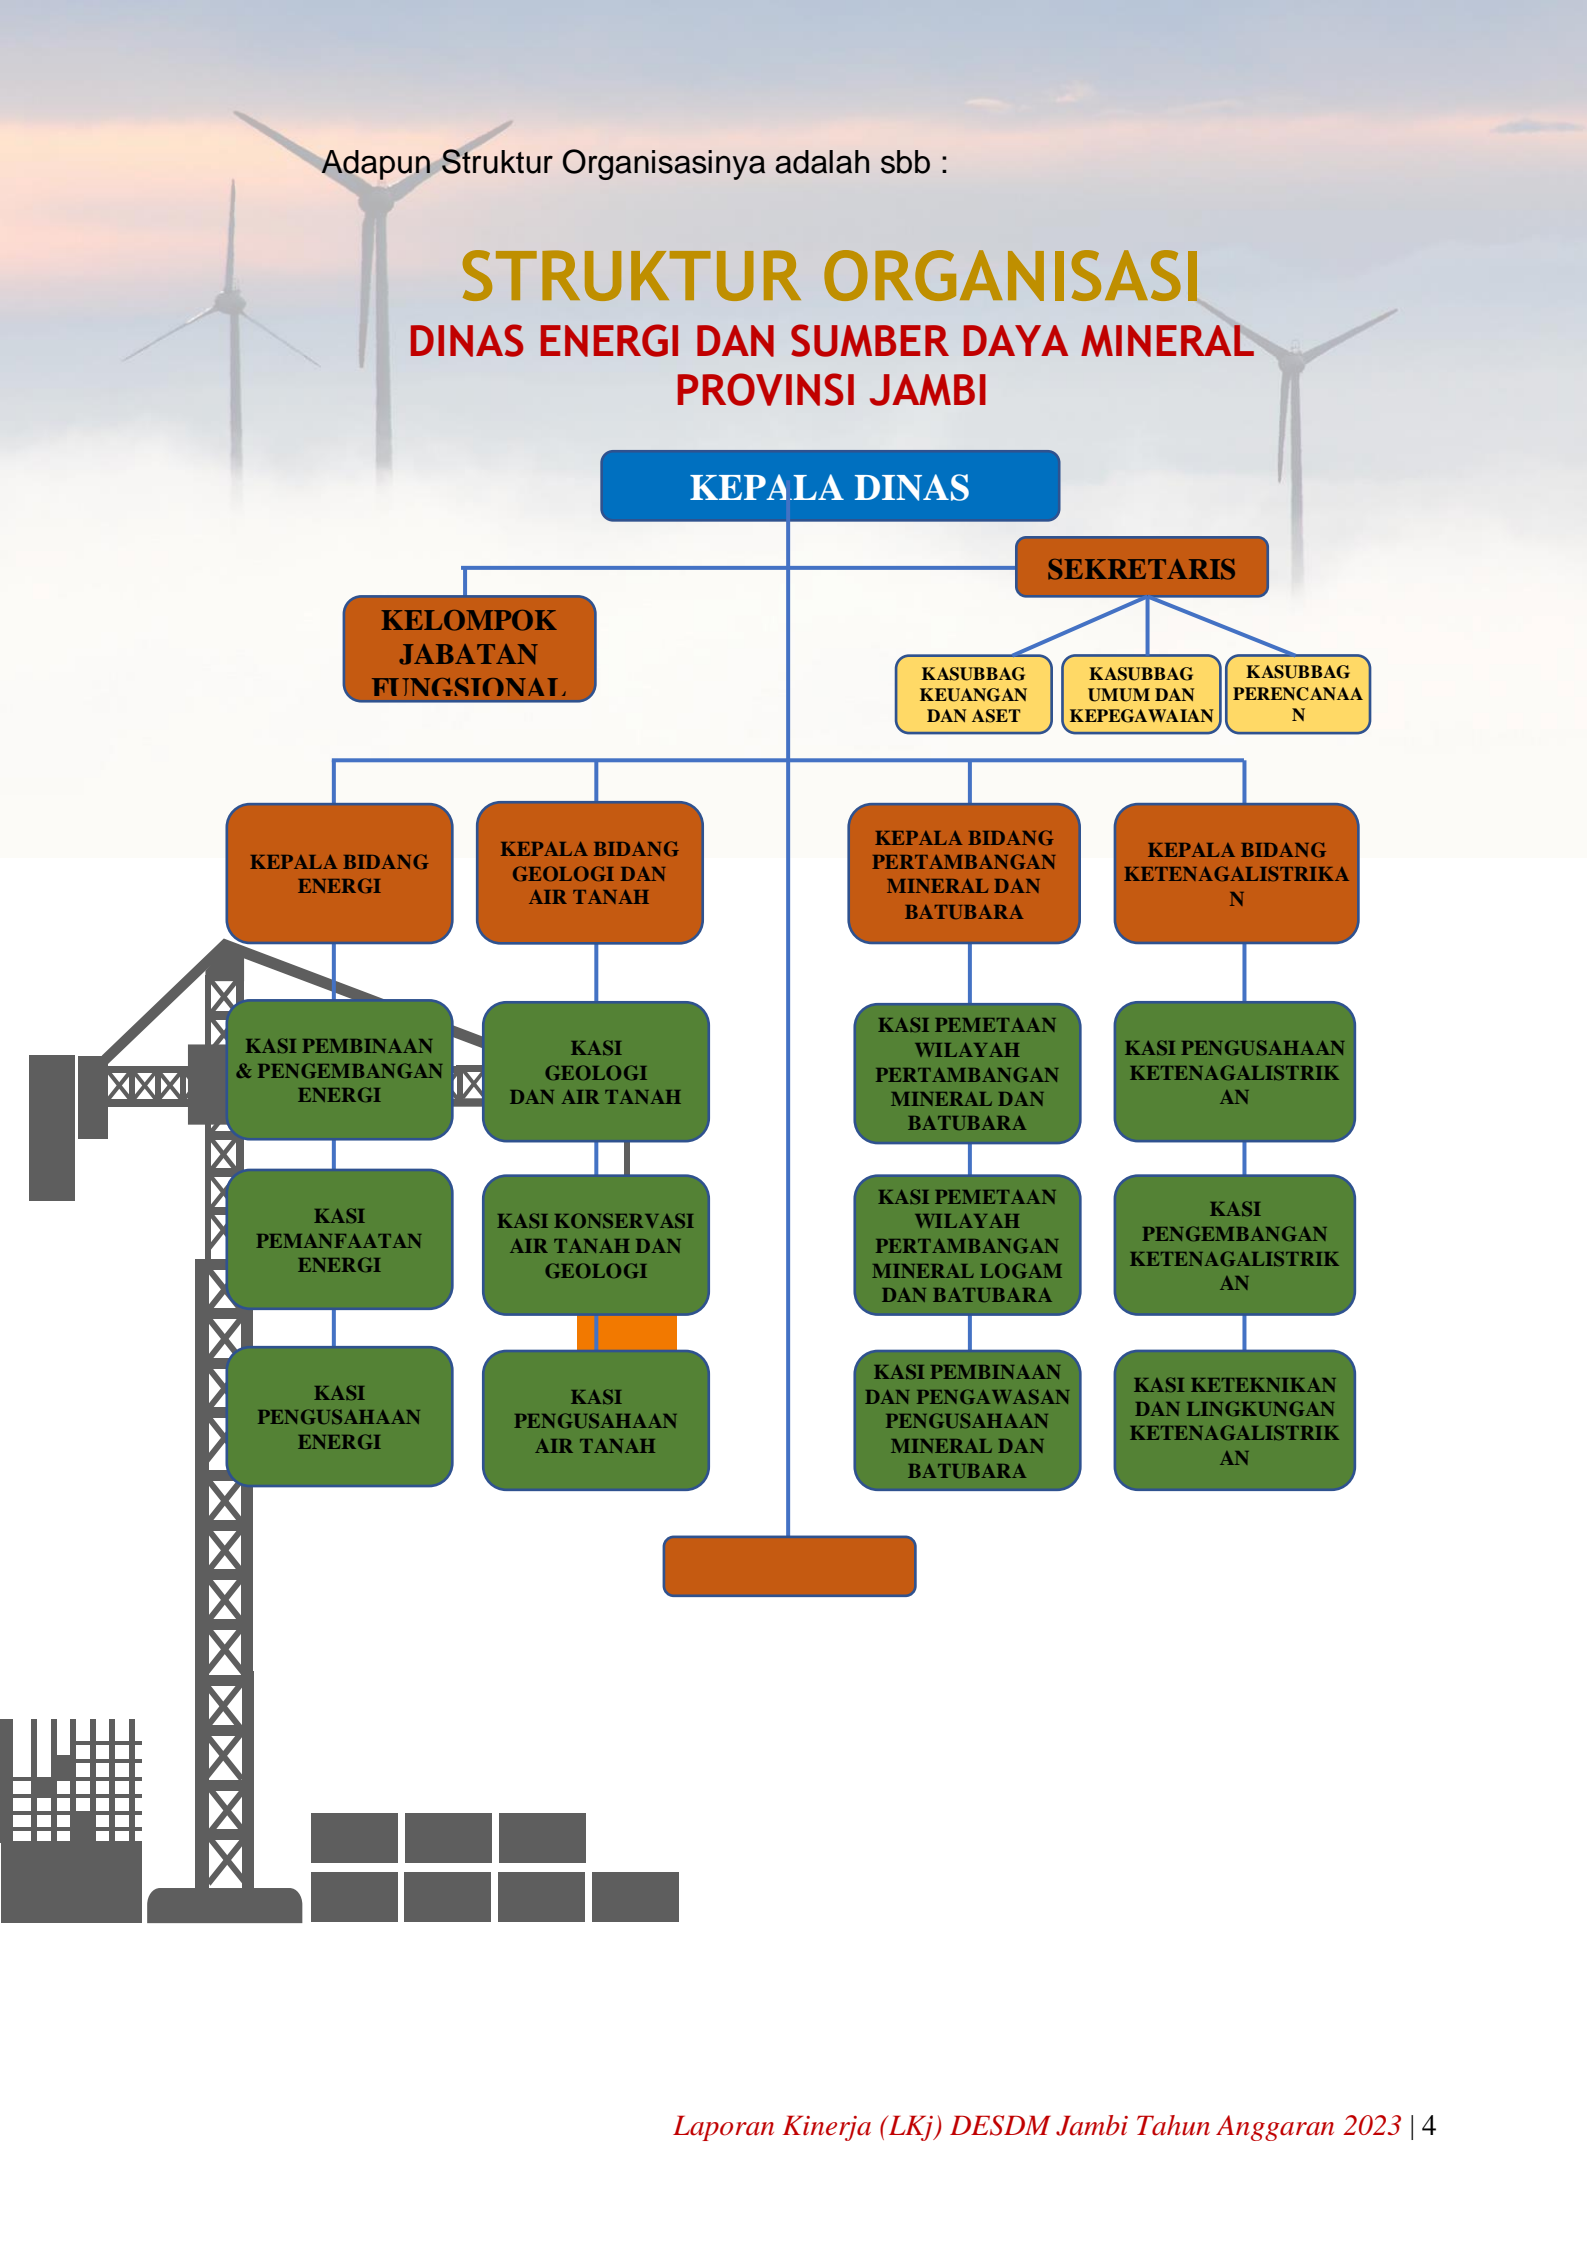 Adapun Struktur Organisasinya adalah sbb :
STRUKTUR ORGANISASI
DINAS ENERGI DAN SUMBER DAYA MINERAL
PROVINSI JAMBI
KEPALA DINAS
SEKRETARIS
KELOMPOK
JABATAN
FUNGSIONAL
KASUBBAG
KEUANGAN
DAN ASET
KASUBBAG
UMUM DAN
KEPEGAWAIAN
KASUBBAG
PERENCANAA
N
KEPALA BIDANG
ENERGI
KEPALA BIDANG
GEOLOGI DAN
AIR TANAH
KEPALA BIDANG
PERTAMBANGAN
MINERAL DAN
BATUBARA
KEPALA BIDANG
KETENAGALISTRIKA
N
KASI PEMBINAAN
& PENGEMBANGAN
ENERGI
KASI
GEOLOGI
DAN AIR TANAH
KASI PEMETAAN
WILAYAH
PERTAMBANGAN
MINERAL DAN
BATUBARA
KASI PENGUSAHAAN
KETENAGALISTRIK
AN
KASI
PEMANFAATAN
ENERGI
KASI KONSERVASI
AIR TANAH DAN
GEOLOGI
KASI PEMETAAN
WILAYAH
PERTAMBANGAN
MINERAL LOGAM
DAN BATUBARA
KASI
PENGEMBANGAN
KETENAGALISTRIK
AN
KASI
PENGUSAHAAN
ENERGI
KASI
PENGUSAHAAN
AIR TANAH
KASI PEMBINAAN
DAN PENGAWASAN
PENGUSAHAAN
MINERAL DAN
BATUBARA
KASI KETEKNIKAN
DAN LINGKUNGAN
KETENAGALISTRIK
AN
Laporan Kinerja (LKj) DESDM Jambi Tahun Anggaran 2023 | 4